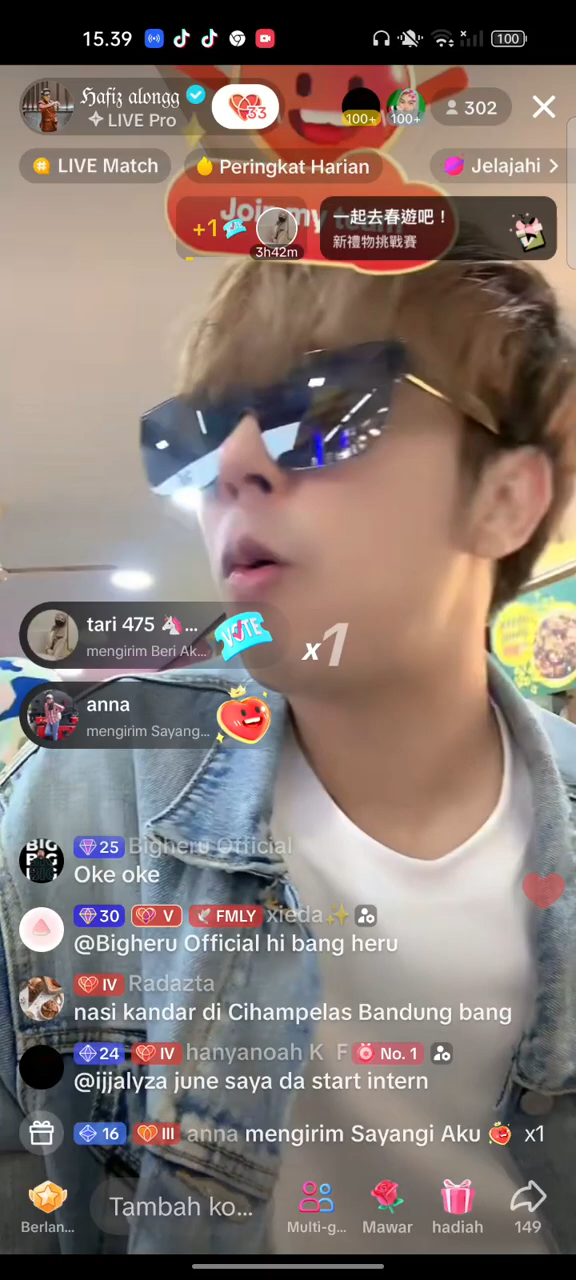 15.39
100
Hafiz alongg
LIVE Pro
33
100+
100+
302
LIVE Match
Peringkat Harian
Jelajahi
Join my team
+1
3h42m
一起去春遊吧！
新禮物挑戰賽
tari 475 🦄...
mengirim Beri Ak...
VOTE
x1
anna
mengirim Sayang...
25 Bigheru Official
Oke oke
30 V FMLY xieda✨
@Bigheru Official hi bang heru
IV Radazta
nasi kandar di Cihampelas Bandung bang
24 IV hanyanoah K F No. 1
@ijjalyza june saya da start intern
16 III anna mengirim Sayangi Aku x1
Tambah ko...
Berlan...
Multi-g...
Mawar
hadiah
149